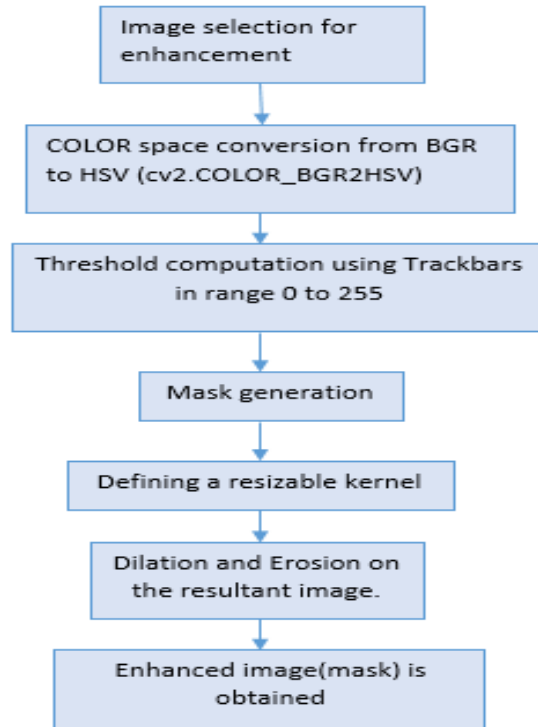 Image selection for
enhancement
COLOR space conversion from BGR
to HSV (cv2.COLOR_BGR2HSV)
Threshold computation using Trackbars
in range 0 to 255
Mask generation
Defining a resizable kernel
Dilation and Erosion on
the resultant image.
Enhanced image(mask) is
obtained